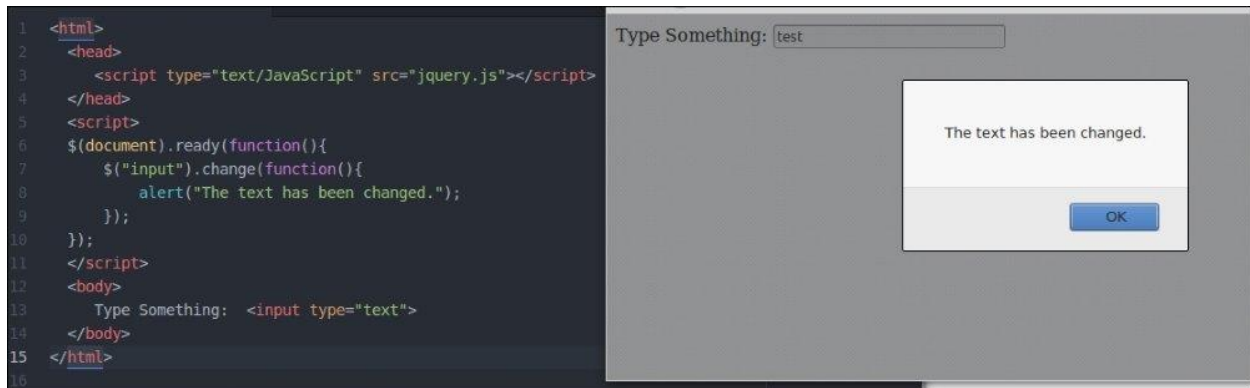 1 <html>
2 <head>
3 <script type="text/JavaScript" src="jquery.js"></script>
4 </head>
5 <script>
6 $(document).ready(function(){
7 $("input").change(function(){
8 alert("The text has been changed.");
9 });
10 });
11 </script>
12 <body>
13 Type Something: <input type="text">
14 </body>
15 </html>
16
Type Something: test
The text has been changed.
OK